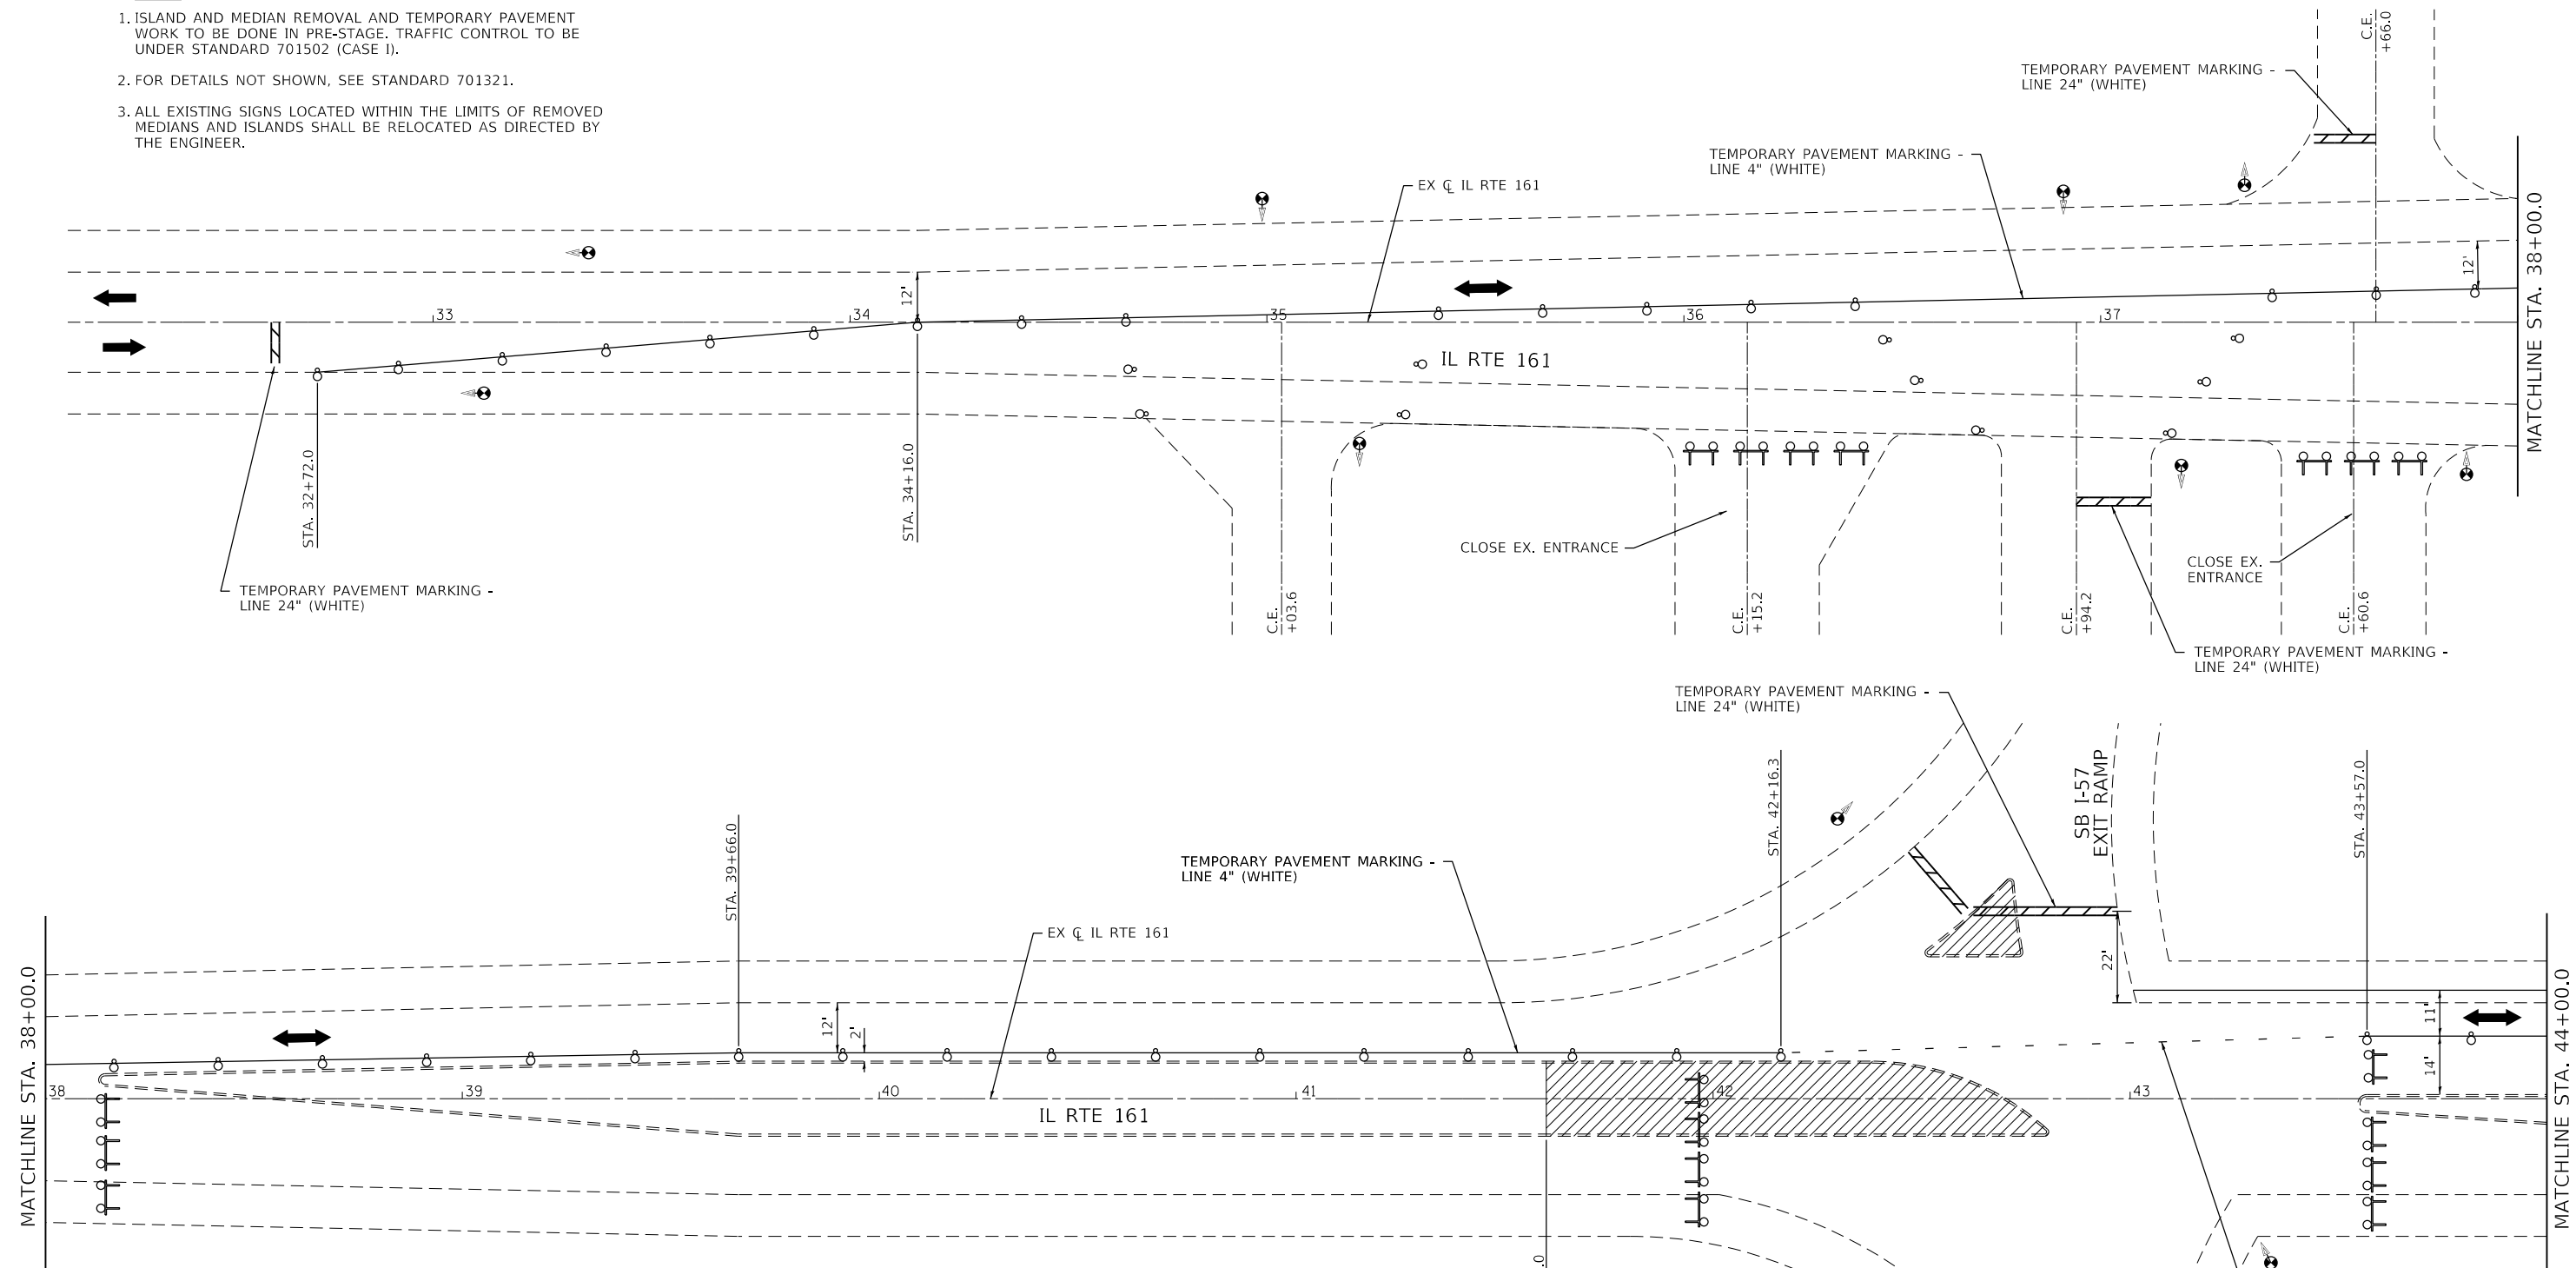 1. ISLAND AND MEDIAN REMOVAL AND TEMPORARY PAVEMENT
WORK TO BE DONE IN PRE-STAGE. TRAFFIC CONTROL TO BE
UNDER STANDARD 701502 (CASE I).
2. FOR DETAILS NOT SHOWN, SEE STANDARD 701321.
3. ALL EXISTING SIGNS LOCATED WITHIN THE LIMITS OF REMOVED
MEDIANS AND ISLANDS SHALL BE RELOCATED AS DIRECTED BY
THE ENGINEER.
C.E.
+66.0
TEMPORARY PAVEMENT MARKING -
LINE 24" (WHITE)
TEMPORARY PAVEMENT MARKING -
LINE 4" (WHITE)
EX ℄ IL RTE 161
MATCHLINE STA. 38+00.0
12'
12'
33
34
35
36
37
IL RTE 161
STA. 32+72.0
STA. 34+16.0
CLOSE EX. ENTRANCE
CLOSE EX.
ENTRANCE
TEMPORARY PAVEMENT MARKING -
LINE 24" (WHITE)
C.E.
+03.6
C.E.
+15.2
C.E.
+94.2
C.E.
+60.6
TEMPORARY PAVEMENT MARKING -
LINE 24" (WHITE)
TEMPORARY PAVEMENT MARKING -
LINE 24" (WHITE)
SB I-57
EXIT RAMP
STA. 42+16.3
STA. 43+57.0
STA. 39+66.0
TEMPORARY PAVEMENT MARKING -
LINE 4" (WHITE)
EX ℄ IL RTE 161
22'
MATCHLINE STA. 38+00.0
12'
2'
11'
14'
MATCHLINE STA. 44+00.0
38
39
40
41
42
43
IL RTE 161
.0